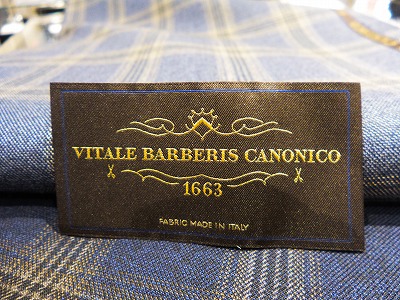 VITALE BARBERIS CANONICO
1663
FABRIC MADE IN ITALY